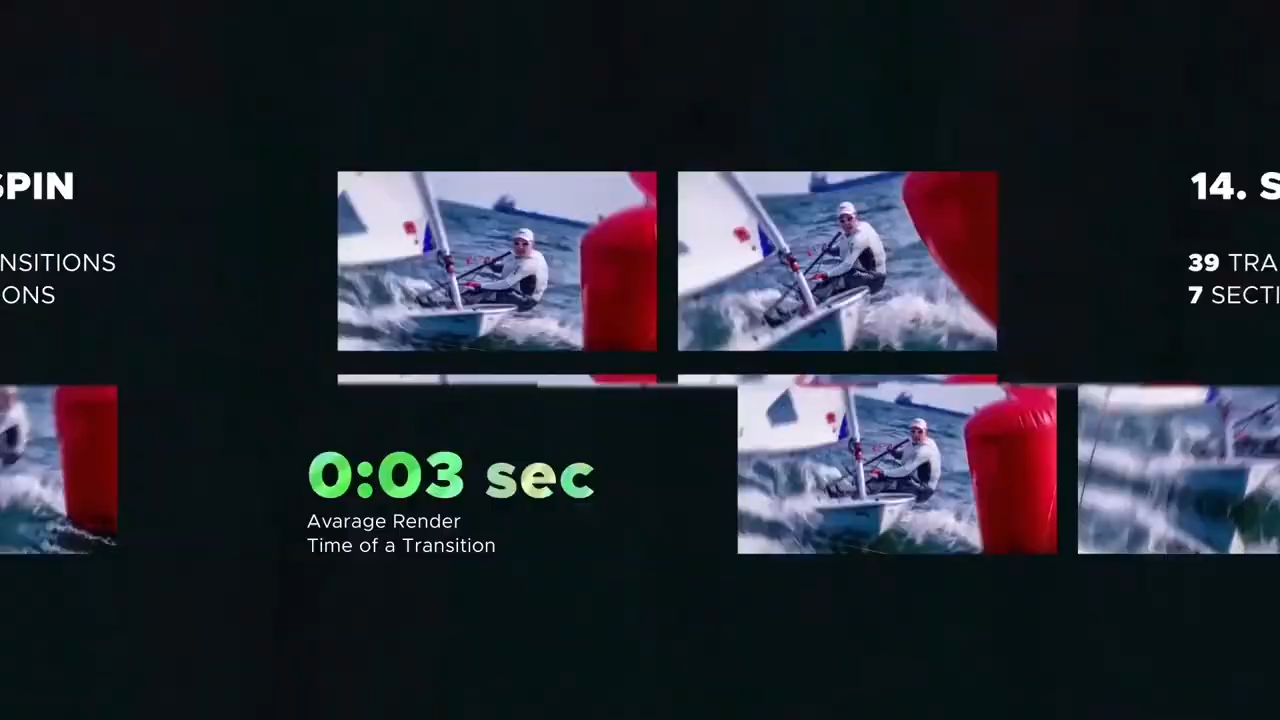 SPIN
NSITIONS
ONS
14. S
39 TRA
7 SECTI
0:03 sec
Avarage Render
Time of a Transition